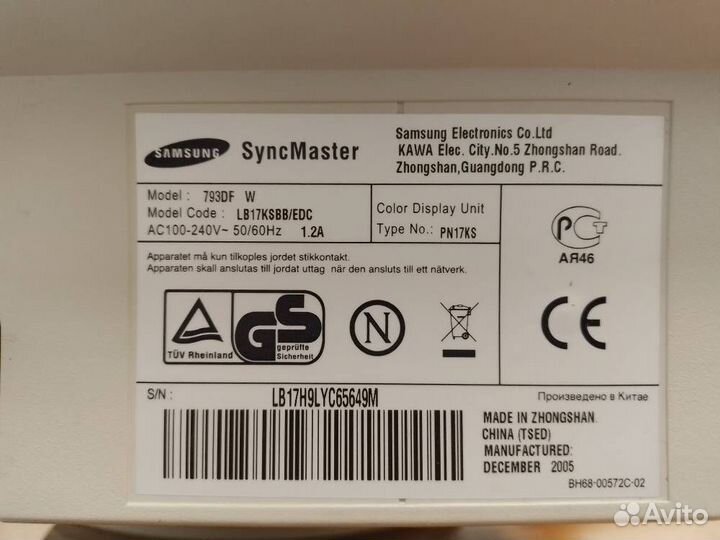 SAMSUNG SyncMaster
Samsung Electronics Co.Ltd
KAWA Elec. City.No.5 Zhongshan Road.
Zhongshan,Guangdong P.R.C.
Model : 793DF W
Model Code : LB17KSBB/EDC
AC100-240V~ 50/60Hz 1.2A
Color Display Unit
Type No.: PN17KS
РСТ
АЯ46
Apparatet må kun tilkoples jordet stikkontakt.
Apparaten skall anslutas till jordat uttag när den ansluts till ett nätverk.
TÜV Rheinland
GS
geprüfte
Sicherheit
N
CE
S/N : LB17H9LYC65649M
Произведено в Китае
MADE IN ZHONGSHAN
CHINA (TSED)
MANUFACTURED:
DECEMBER 2005
BH68-00572C-02
Avito